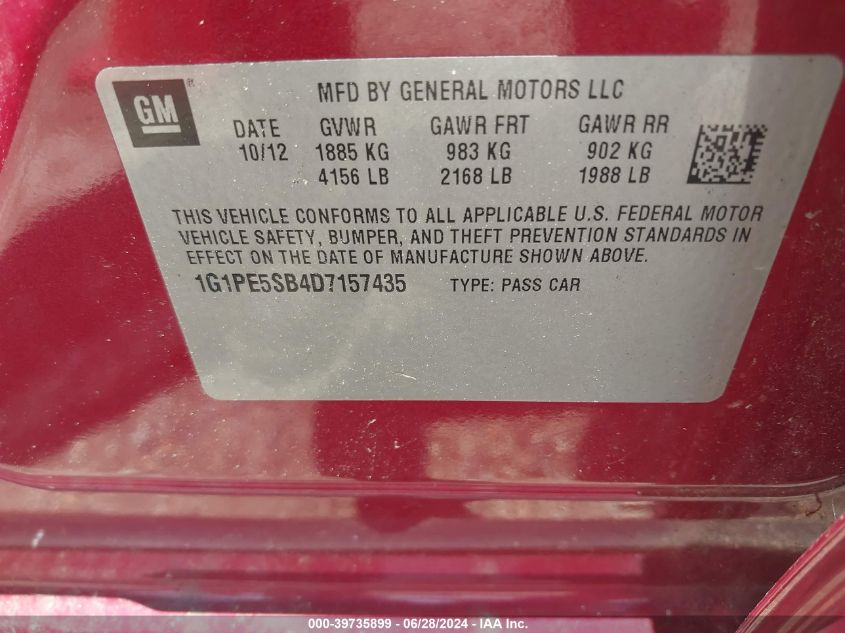 GM ®
MFD BY GENERAL MOTORS LLC
DATE GVWR GAWR FRT GAWR RR
10/12 1885 KG 983 KG 902 KG
4156 LB 2168 LB 1988 LB
THIS VEHICLE CONFORMS TO ALL APPLICABLE U.S. FEDERAL MOTOR
VEHICLE SAFETY, BUMPER, AND THEFT PREVENTION STANDARDS IN
EFFECT ON THE DATE OF MANUFACTURE SHOWN ABOVE.
1G1PE5SB4D7157435 TYPE: PASS CAR
000-39735899 | 06/28/2024 | IAA Inc.